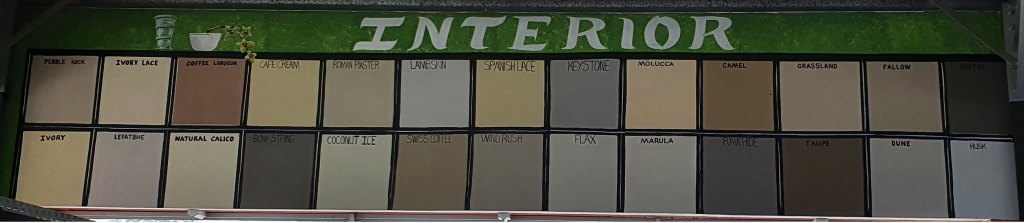 INTERIOR
PEBBLE ROCK IVORY LACE COFFEE LIQUEUR CAFE CREAM ROMAN PLASTER LAMBSKIN SPANISH LACE KEYSTONE MOLUCCA CAMEL GRASSLAND FALLOW
IVORY LEFATSHE NATURAL CALICO BOW STRING COCONUT ICE SWISS COFFEE WIND RUSH FLAX MARULA RAWHIDE TAUPE DUNE HUSK